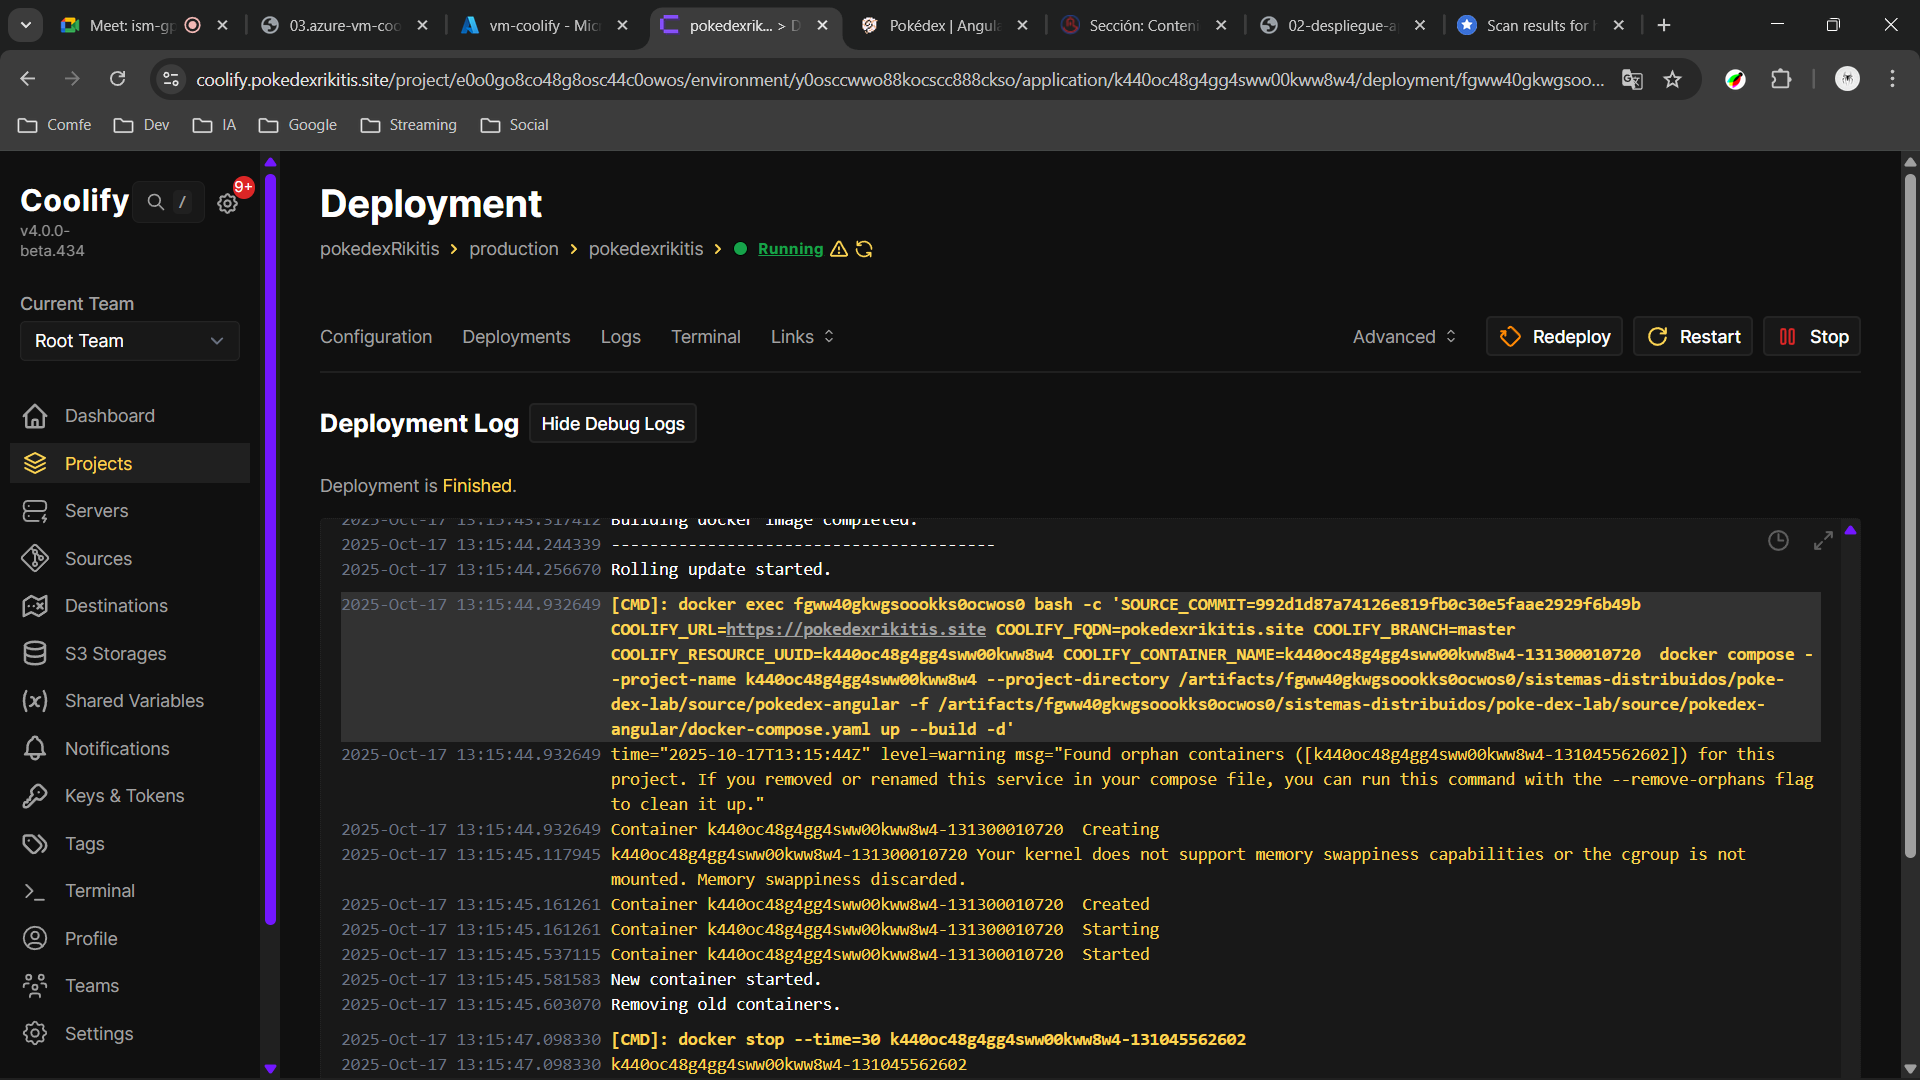 Meet: ism-gp
03.azure-vm-coo
vm-coolify - Mic
pokedexrik... > D
Pokédex | Angula
Sección: Conteni
02-despliegue-a
Scan results for h
coolify.pokedexrikitis.site/project/e0o0go8co48g8osc44c0owos/environment/y0osccwwo88kocscc888ckso/application/k440oc48g4gg4sww00kww8w4/deployment/fgww40gkwgsoo...
Comfe
Dev
IA
Google
Streaming
Social
Coolify
/
9+
v4.0.0-
beta.434
Current Team
Root Team
Dashboard
Projects
Servers
Sources
Destinations
S3 Storages
Shared Variables
Notifications
Keys & Tokens
Tags
Terminal
Profile
Teams
Settings
Deployment
pokedexRikitis > production > pokedexrikitis > Running
Configuration
Deployments
Logs
Terminal
Links
Advanced
Redeploy
Restart
Stop
Deployment Log
Hide Debug Logs
Deployment is Finished.
2025-Oct-17 13:15:43.317412 Building docker image completed.
2025-Oct-17 13:15:44.244339 ----------------------------------------
2025-Oct-17 13:15:44.256670 Rolling update started.
2025-Oct-17 13:15:44.932649 [CMD]: docker exec fgww40gkwgsoookks0ocwos0 bash -c 'SOURCE_COMMIT=992d1d87a74126e819fb0c30e5faae2929f6b49b
COOLIFY_URL=https://pokedexrikitis.site COOLIFY_FQDN=pokedexrikitis.site COOLIFY_BRANCH=master
COOLIFY_RESOURCE_UUID=k440oc48g4gg4sww00kww8w4 COOLIFY_CONTAINER_NAME=k440oc48g4gg4sww00kww8w4-131300010720  docker compose -
-project-name k440oc48g4gg4sww00kww8w4 --project-directory /artifacts/fgww40gkwgsoookks0ocwos0/sistemas-distribuidos/poke-
dex-lab/source/pokedex-angular -f /artifacts/fgww40gkwgsoookks0ocwos0/sistemas-distribuidos/poke-dex-lab/source/pokedex-
angular/docker-compose.yaml up --build -d'
2025-Oct-17 13:15:44.932649 time="2025-10-17T13:15:44Z" level=warning msg="Found orphan containers ([k440oc48g4gg4sww00kww8w4-131045562602]) for this
project. If you removed or renamed this service in your compose file, you can run this command with the --remove-orphans flag
to clean it up."
2025-Oct-17 13:15:44.932649 Container k440oc48g4gg4sww00kww8w4-131300010720  Creating
2025-Oct-17 13:15:45.117945 k440oc48g4gg4sww00kww8w4-131300010720 Your kernel does not support memory swappiness capabilities or the cgroup is not
mounted. Memory swappiness discarded.
2025-Oct-17 13:15:45.161261 Container k440oc48g4gg4sww00kww8w4-131300010720  Created
2025-Oct-17 13:15:45.161261 Container k440oc48g4gg4sww00kww8w4-131300010720  Starting
2025-Oct-17 13:15:45.537115 Container k440oc48g4gg4sww00kww8w4-131300010720  Started
2025-Oct-17 13:15:45.581583 New container started.
2025-Oct-17 13:15:45.603070 Removing old containers.
2025-Oct-17 13:15:47.098330 [CMD]: docker stop --time=30 k440oc48g4gg4sww00kww8w4-131045562602
2025-Oct-17 13:15:47.098330 k440oc48g4gg4sww00kww8w4-131045562602